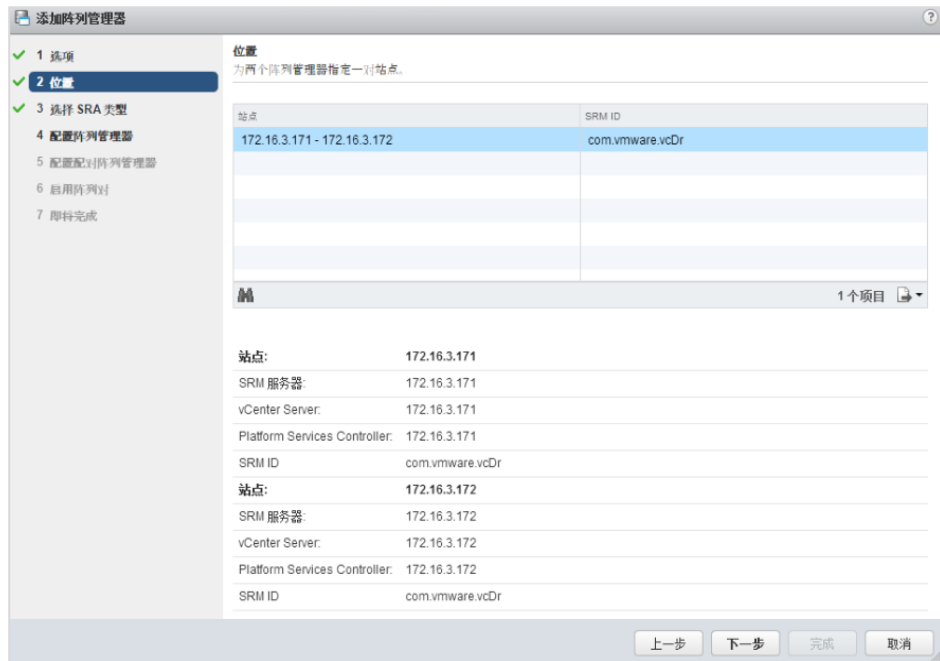 添加阵列管理器
?
1 选项
2 位置
3 选择 SRA 类型
4 配置阵列管理器
5 配置配对阵列管理器
6 启用阵列对
7 即将完成
位置
为两个阵列管理器指定一对站点。
站点 SRM ID
172.16.3.171 - 172.16.3.172 com.vmware.vcDr
1 个项目
站点: 172.16.3.171
SRM 服务器: 172.16.3.171
vCenter Server: 172.16.3.171
Platform Services Controller: 172.16.3.171
SRM ID com.vmware.vcDr
站点: 172.16.3.172
SRM 服务器: 172.16.3.172
vCenter Server: 172.16.3.172
Platform Services Controller: 172.16.3.172
SRM ID com.vmware.vcDr
上一步 下一步 完成 取消